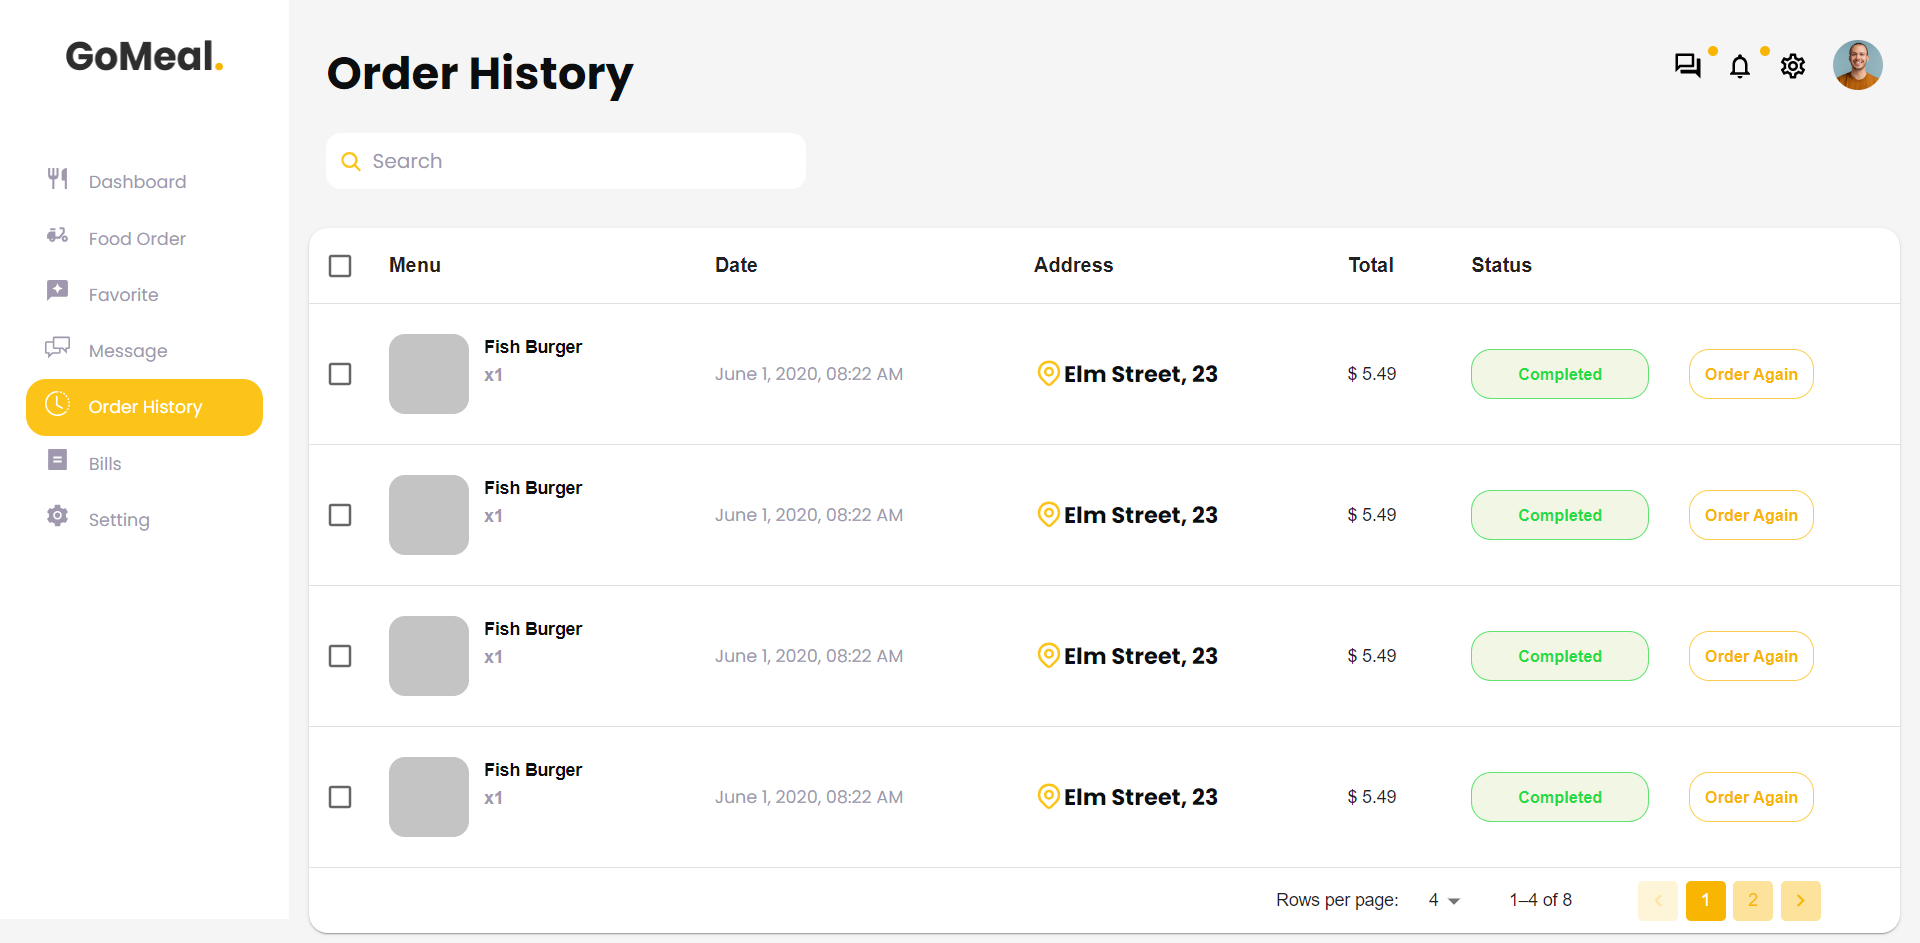 GoMeal.
Order History
Search
Dashboard
Food Order
Favorite
Message
Order History
Bills
Setting
Menu Date Address Total Status
Fish Burger
x1 June 1, 2020, 08:22 AM Elm Street, 23 $ 5.49 Completed Order Again
Fish Burger
x1 June 1, 2020, 08:22 AM Elm Street, 23 $ 5.49 Completed Order Again
Fish Burger
x1 June 1, 2020, 08:22 AM Elm Street, 23 $ 5.49 Completed Order Again
Fish Burger
x1 June 1, 2020, 08:22 AM Elm Street, 23 $ 5.49 Completed Order Again
Rows per page: 4 1–4 of 8 1 2